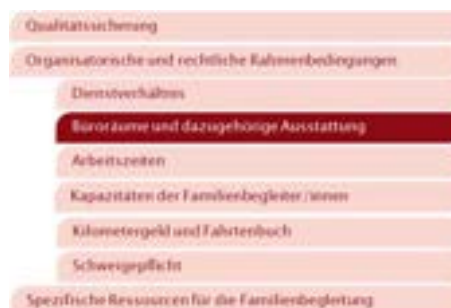 Qualitätssicherung
Organisatorische und rechtliche Rahmenbedingungen
Dienstverhältnis
Büroräume und dazugehörige Ausstattung
Arbeitszeiten
Kapazitäten der Familienbegleiter/innen
Kilometergeld und Fahrtenbuch
Schweigepflicht
Spezifische Ressourcen für die Familienbegleitung